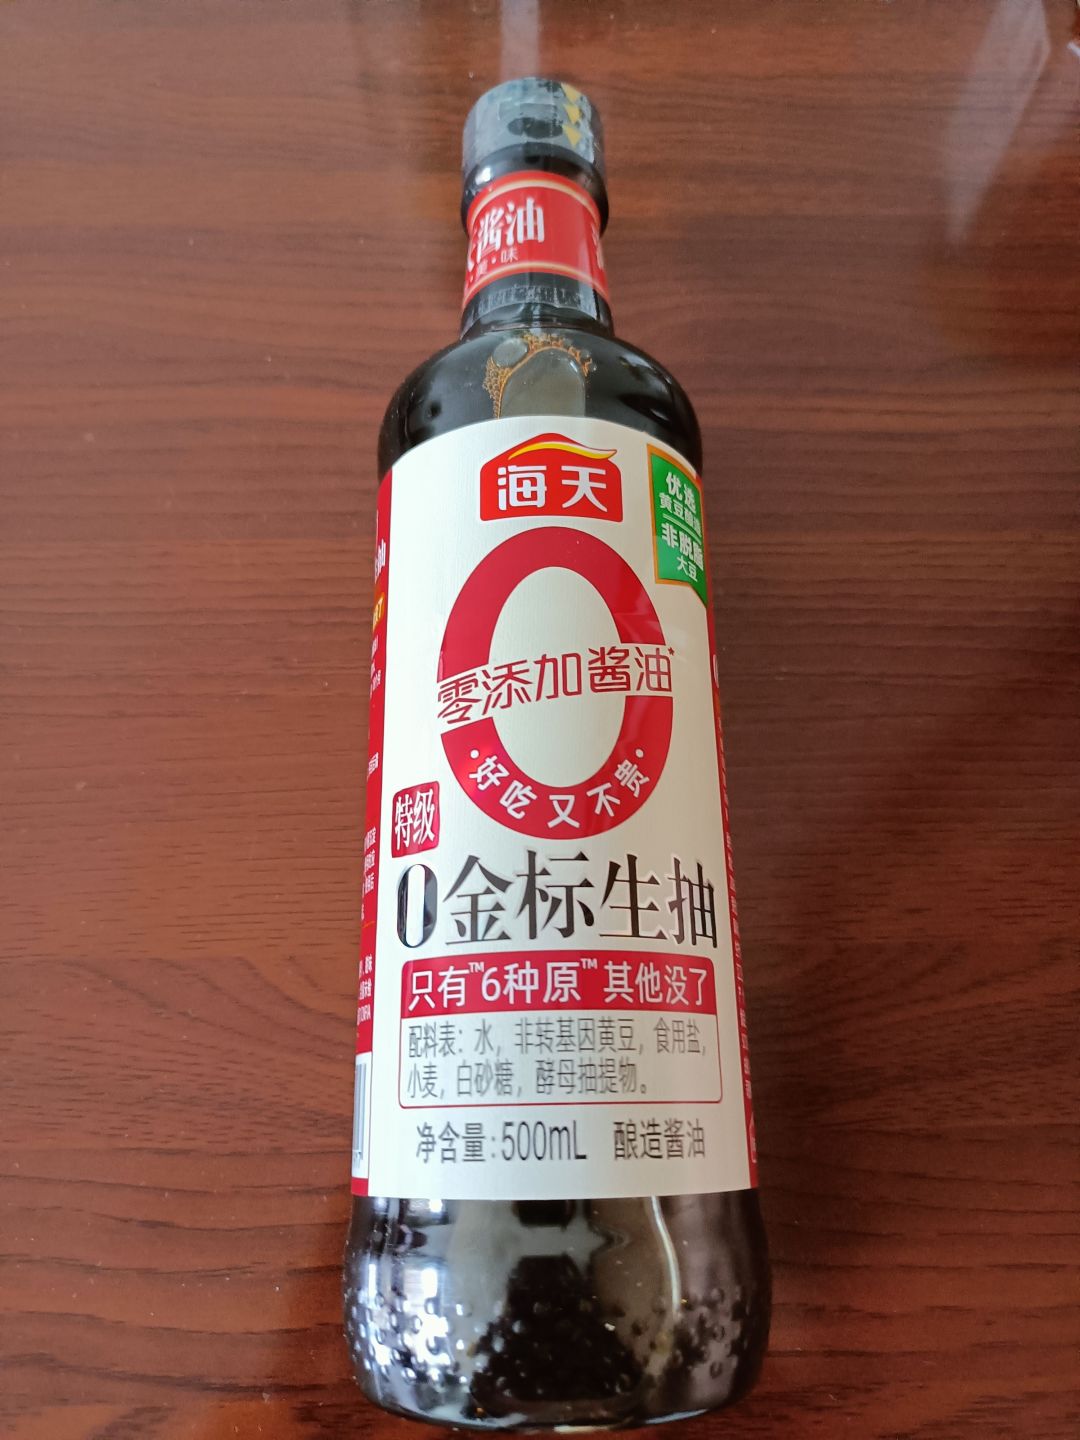 酱油
美·味
海天
优选
黄豆酿造
非脱脂
大豆
零添加酱油*
·好吃又不贵·
特级
0金标生抽
只有™6种原™其他没了
配料表：水，非转基因黄豆，食用盐，
小麦，白砂糖，酵母抽提物。
净含量:500mL 酿造酱油